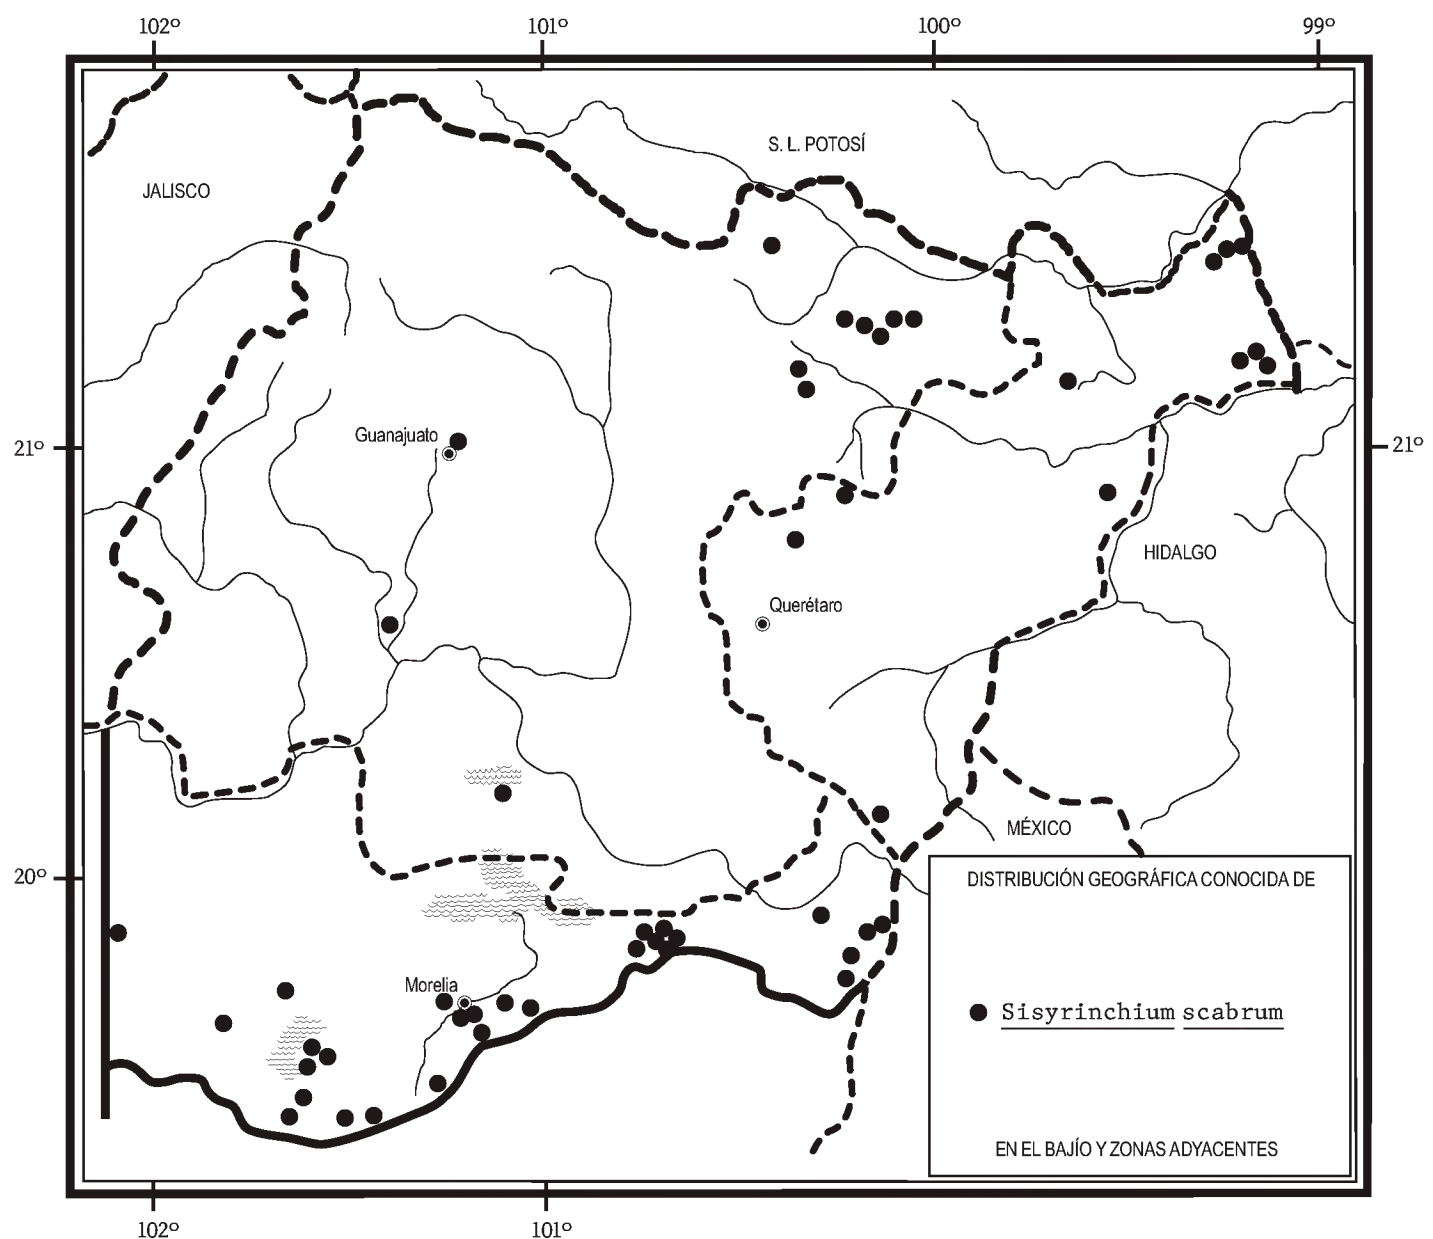 102º 101º 100º 99º
S. L. POTOSÍ
JALISCO
Guanajuato
21º
21º
HIDALGO
Querétaro
MÉXICO
20º
DISTRIBUCIÓN GEOGRÁFICA CONOCIDA DE
Morelia
Sisyrinchium scabrum
EN EL BAJÍO Y ZONAS ADYACENTES
102º 101º